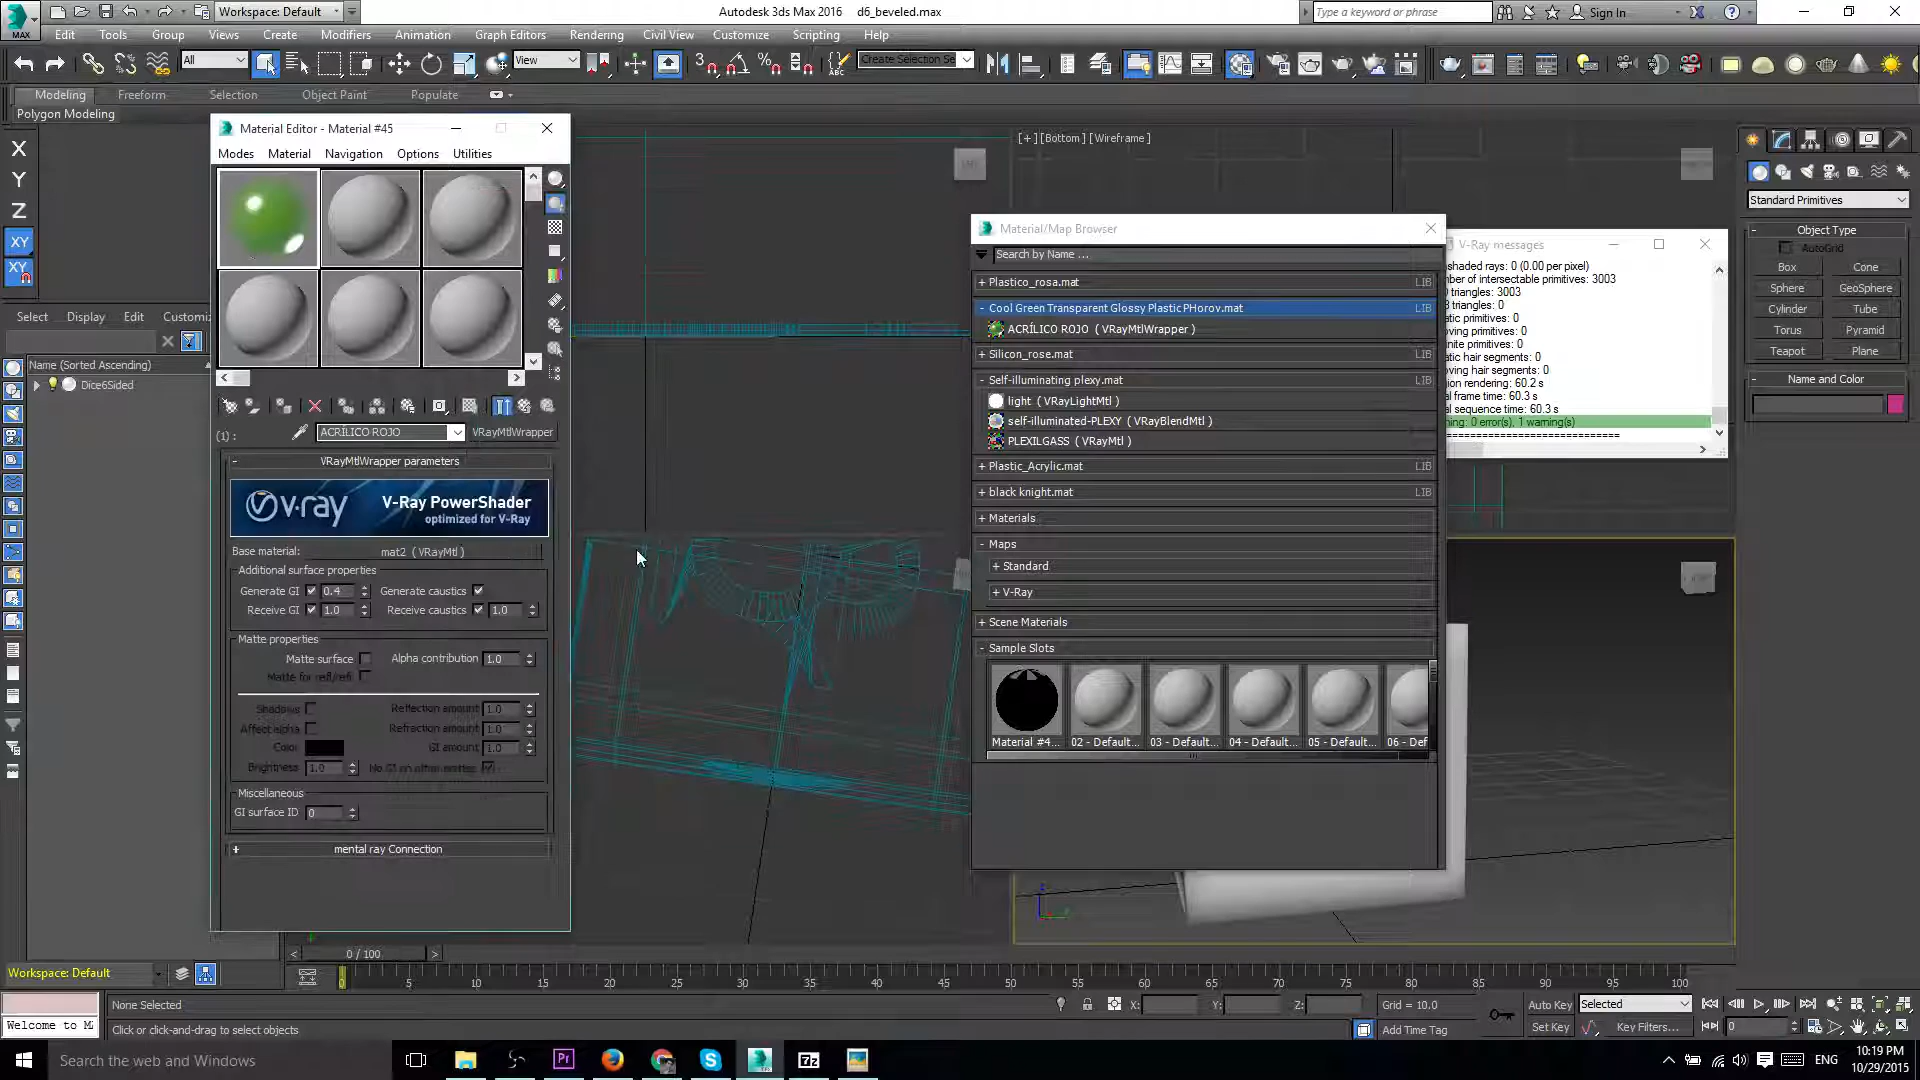 Workspace: Default
Autodesk 3ds Max 2016 d6_beveled.max
Type a keyword or phrase
Sign In
MAX
Edit Tools Group Views Create Modifiers Animation Graph Editors Rendering Civil View Customize Scripting Help
All
View
Create Selection Se
Modeling Freeform Selection Object Paint Populate
Polygon Modeling
X
Y
Z
XY
XY
Select Display Edit Customiz
Name (Sorted Ascending)
Dice6Sided
Material Editor - Material #45
Modes Material Navigation Options Utilities
(1) : ACRÍLICO ROJO VRayMtlWrapper
- VRayMtlWrapper parameters
v·ray V-Ray PowerShader
optimized for V-Ray
Base material: mat2 ( VRayMtl )
Additional surface properties
Generate GI 0.4 Generate caustics
Receive GI 1.0 Receive caustics 1.0
Matte properties
Matte surface Alpha contribution 1.0
Matte for refl/refr
Shadows Reflection amount 1.0
Affect alpha Refraction amount 1.0
Color GI amount 1.0
Brightness 1.0 No GI on other mattes
Miscellaneous
GI surface ID 0
+ mental ray Connection
[+] [Bottom] [Wireframe ]
Material/Map Browser
Search by Name ...
+ Plastico_rosa.mat LIB
- Cool Green Transparent Glossy Plastic PHorov.mat LIB
ACRÍLICO ROJO ( VRayMtlWrapper )
+ Silicon_rose.mat LIB
- Self-illuminating plexy.mat LIB
light ( VRayLightMtl )
self-illuminated-PLEXY ( VRayBlendMtl )
PLEXILGASS ( VRayMtl )
+ Plastic_Acrylic.mat LIB
+ black knight.mat LIB
+ Materials
- Maps
+ Standard
+ V-Ray
+ Scene Materials
- Sample Slots
Material #4... 02 - Default... 03 - Default... 04 - Default... 05 - Default... 06 - Def
V-Ray messages
shaded rays: 0 (0.00 per pixel)
mber of intersectable primitives: 3003
triangles: 3003
triangles: 0
atic primitives: 0
oving primitives: 0
inite primitives: 0
atic hair segments: 0
oving hair segments: 0
ion rendering: 60.2 s
al frame time: 60.3 s
al sequence time: 60.3 s
ning: 0 error(s), 1 warning(s)
Standard Primitives
- Object Type
AutoGrid
Box Cone
Sphere GeoSphere
Cylinder Tube
Torus Pyramid
Teapot Plane
- Name and Color
< 0 / 100 >
Workspace: Default
0 5 10 15 20 25 30 35 40 45 50 55 60 65 70 75 80 85 90 95 100
None Selected X: Y: Z: Grid = 10.0 Auto Key Selected
Welcome to M Click or click-and-drag to select objects Add Time Tag Set Key Key Filters... 0
Search the web and Windows
Pr
7z
ENG
10:19 PM
10/29/2015